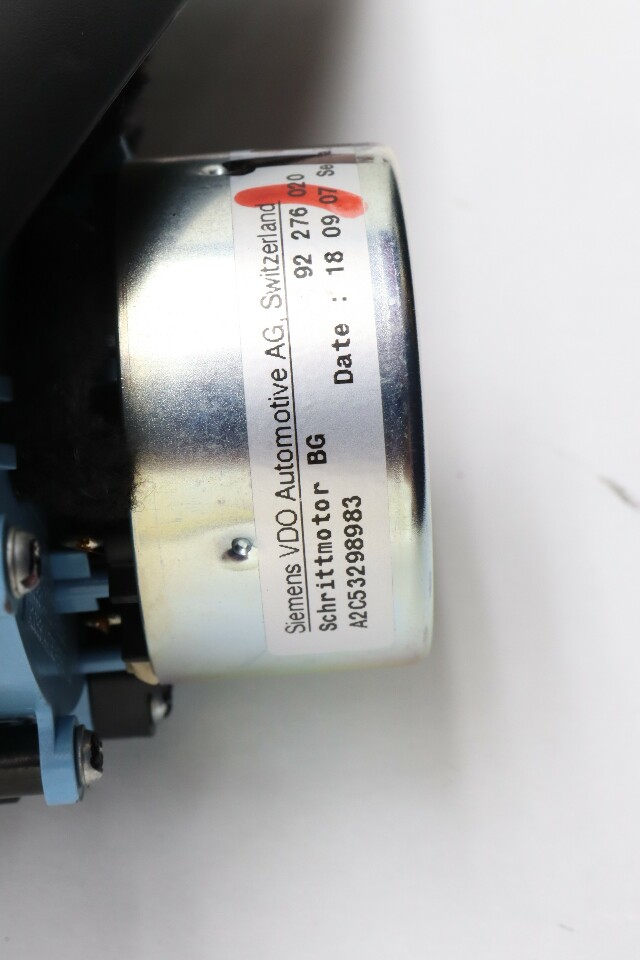 Siemens VDO Automotive AG, Switzerland
Schrittmotor BG 92 276 020
A2C53298983 Date : 18 09 07